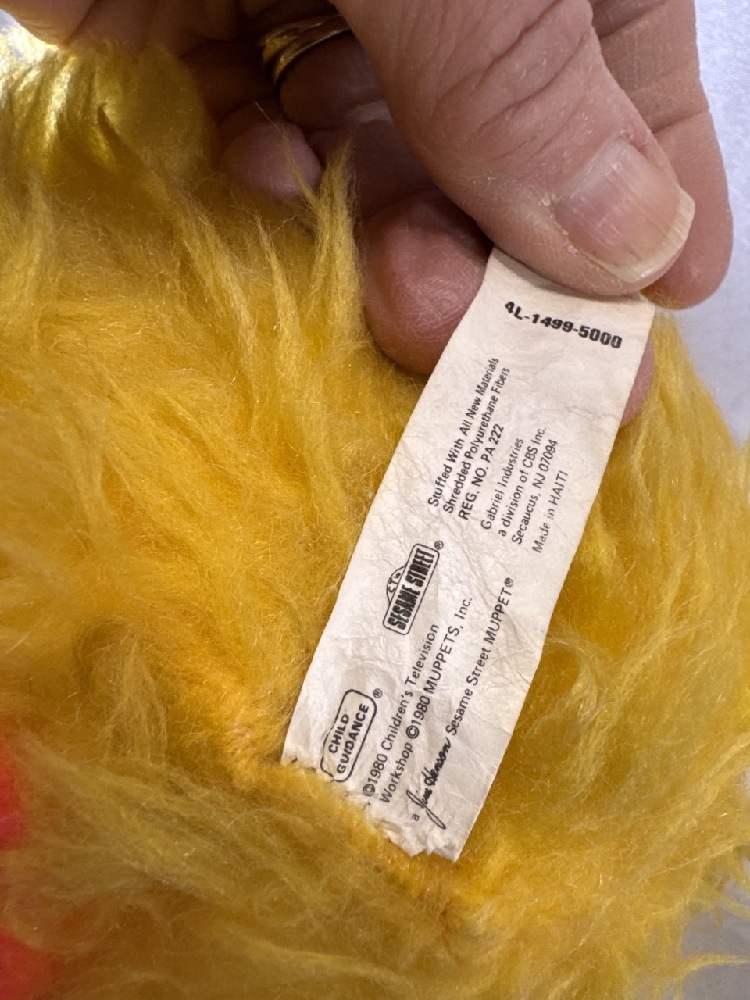 4L-1499-5000
CHILD
GUIDANCE®
©1980 Children's Television
Workshop ©1980 MUPPETS, Inc.
a Jim Henson Sesame Street MUPPET®
SESAME STREET®
Stuffed With All New Materials
Shredded Polyurethane Fibers
REG. NO. PA 222
Gabriel Industries
a division of CBS Inc.
Secaucus, NJ 07094
Made in HAITI